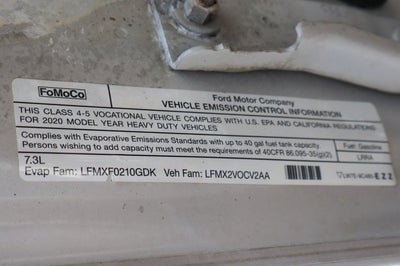 FoMoCo
Ford Motor Company
VEHICLE EMISSION CONTROL INFORMATION
THIS CLASS 4-5 VOCATIONAL VEHICLE COMPLIES WITH U.S. EPA AND CALIFORNIA REGULATIONS
FOR 2020 MODEL YEAR HEAVY DUTY VEHICLES
Complies with Evaporative Emissions Standards with up to 40 gal fuel tank capacity.
Persons wishing to add capacity must meet the requirements of 40CFR 86.095-35(g)(2)
Fuel: Gasoline
LRRA
7.3L
Evap Fam: LFMXF0210GDK Veh Fam: LFMX2VOCV2AA
EZZ